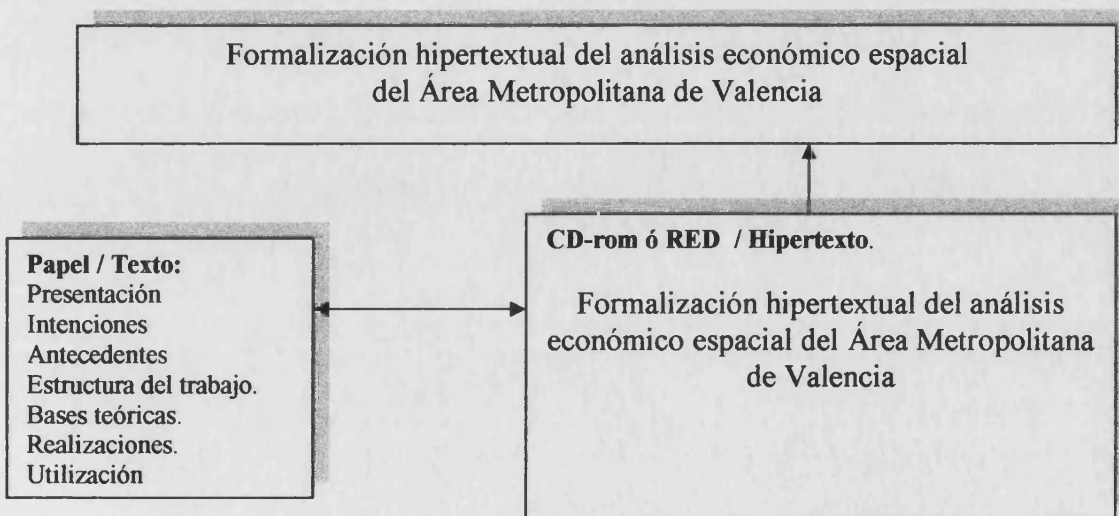 Formalización hipertextual del análisis económico espacial
del Área Metropolitana de Valencia
Papel / Texto:
Presentación
Intenciones
Antecedentes
Estructura del trabajo.
Bases teóricas.
Realizaciones.
Utilización
CD-rom ó RED / Hipertexto.
Formalización hipertextual del análisis
económico espacial del Área Metropolitana
de Valencia